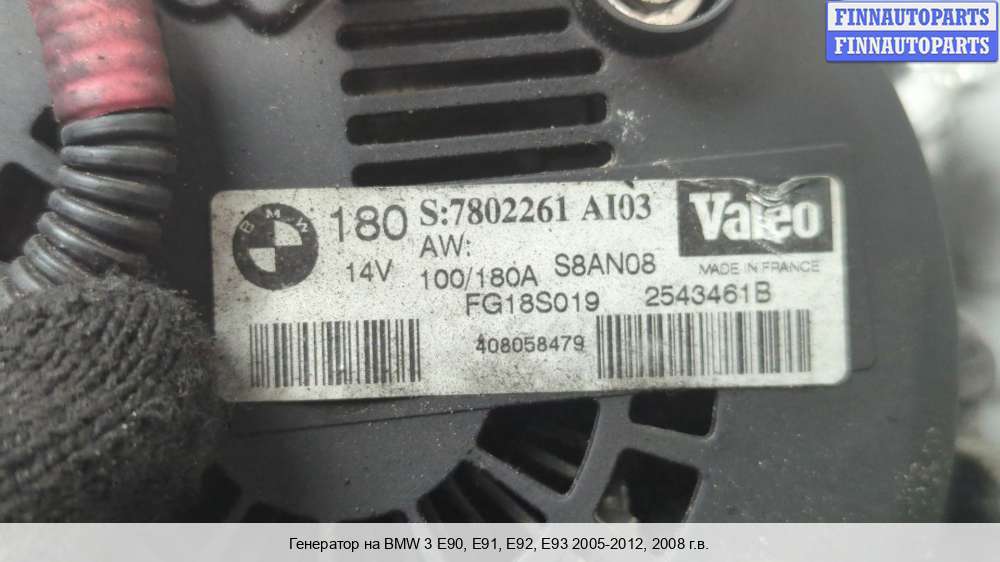 FINNAUTOPARTS
FINNAUTOPARTS
BMW
180 S:7802261 AI03 Valeo
AW:
14V 100/180A S8AN08 MADE IN FRANCE
FG18S019 2543461B
408058479
Генератор на BMW 3 E90, E91, E92, E93 2005-2012, 2008 г.в.